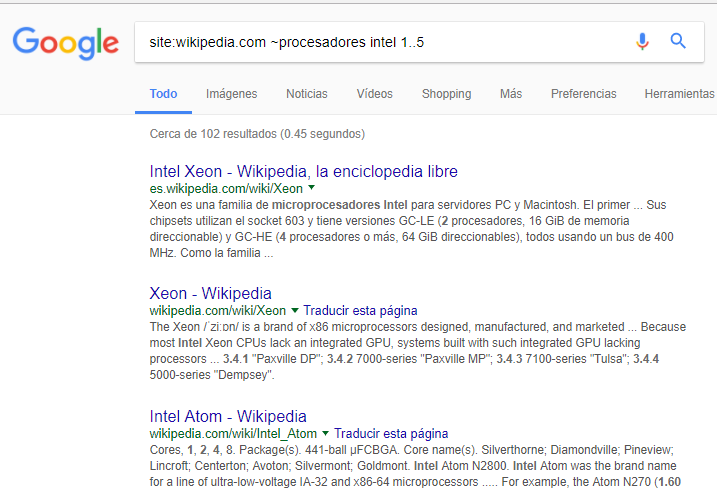 Google
site:wikipedia.com ~procesadores intel 1..5
Todo Imágenes Noticias Vídeos Shopping Más Preferencias Herramientas
Cerca de 102 resultados (0.45 segundos)
Intel Xeon - Wikipedia, la enciclopedia libre
es.wikipedia.com/wiki/Xeon
Xeon es una familia de microprocesadores Intel para servidores PC y Macintosh. El primer ... Sus
chipsets utilizan el socket 603 y tiene versiones GC-LE (2 procesadores, 16 GiB de memoria
direccionable) y GC-HE (4 procesadores o más, 64 GiB direccionables), todos usando un bus de 400
MHz. Como la familia ...
Xeon - Wikipedia
wikipedia.com/wiki/Xeon Traducir esta página
The Xeon /ˈziːɒn/ is a brand of x86 microprocessors designed, manufactured, and marketed ... Because
most Intel Xeon CPUs lack an integrated GPU, systems built with such integrated GPU lacking
processors ... 3.4.1 "Paxville DP"; 3.4.2 7000-series "Paxville MP"; 3.4.3 7100-series "Tulsa"; 3.4.4
5000-series "Dempsey".
Intel Atom - Wikipedia
wikipedia.com/wiki/Intel_Atom Traducir esta página
Cores, 1, 2, 4, 8. Package(s). 441-ball µFCBGA. Core name(s). Silverthorne; Diamondville; Pineview;
Lincroft; Centerton; Avoton; Silvermont; Goldmont. Intel Atom N2800. Intel Atom was the brand name
for a line of ultra-low-voltage IA-32 and x86-64 microprocessors ..... For example, the Atom N270 (1.60